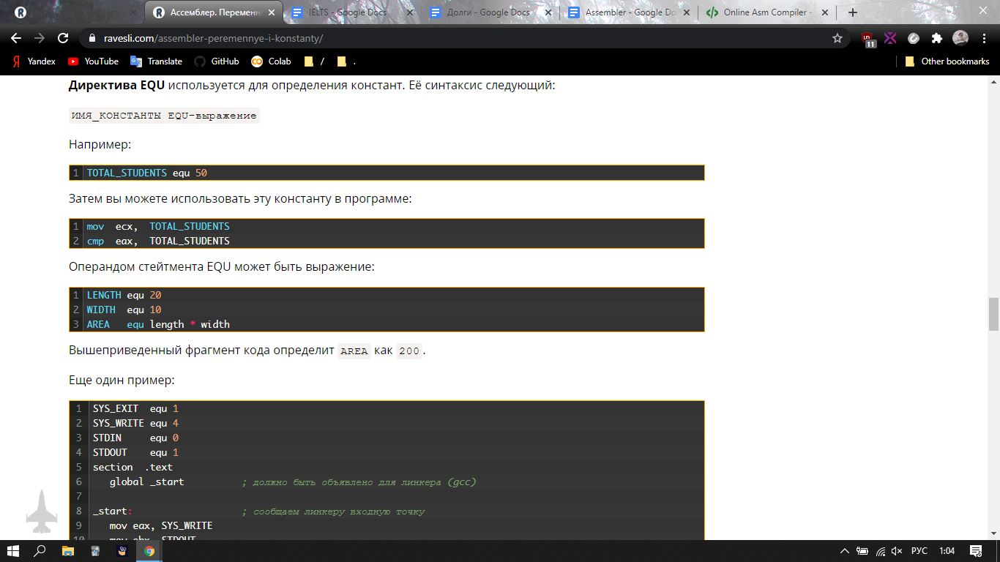 Ассемблер. Переменн
IELTS - Google Docs
Долги - Google Docs
Assembler - Google Do
Online Asm Compiler -
ravesli.com/assembler-peremennye-i-konstanty/
11
Yandex
YouTube
Translate
GitHub
Colab
/
.
Other bookmarks
Директива EQU используется для определения констант. Её синтаксис следующий:
ИМЯ_КОНСТАНТЫ EQU-выражение
Например:
1 TOTAL_STUDENTS equ 50
Затем вы можете использовать эту константу в программе:
1 mov ecx, TOTAL_STUDENTS
2 cmp eax, TOTAL_STUDENTS
Операндом стейтмента EQU может быть выражение:
1 LENGTH equ 20
2 WIDTH equ 10
3 AREA equ length * width
Вышеприведенный фрагмент кода определит AREA как 200.
Еще один пример:
1 SYS_EXIT equ 1
2 SYS_WRITE equ 4
3 STDIN equ 0
4 STDOUT equ 1
5 section .text
6 global _start ; должно быть объявлено для линкера (gcc)
7
8 _start: ; сообщаем линкеру входную точку
9 mov eax, SYS_WRITE
10 mov ebx, STDOUT
РУС
1:04